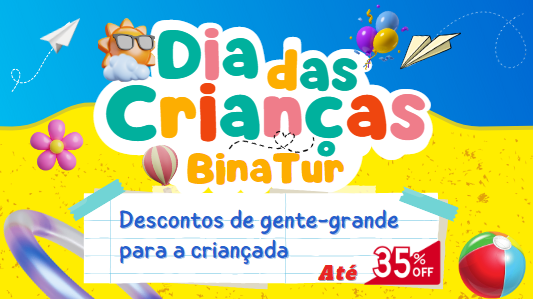 Dia das
Crianças
BinaTur
Descontos de gente-grande
para a criançada
Até 35% OFF